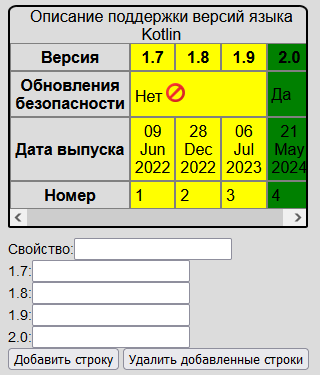 Описание поддержки версий языка
Kotlin
Версия 1.7 1.8 1.9 2.0
Обновления
безопасности Нет Да
Дата выпуска 09 Jun 2022 28 Dec 2022 06 Jul 2023 21 May 2024
Номер 1 2 3 4
Свойство:
1.7:
1.8:
1.9:
2.0:
Добавить строку Удалить добавленные строки